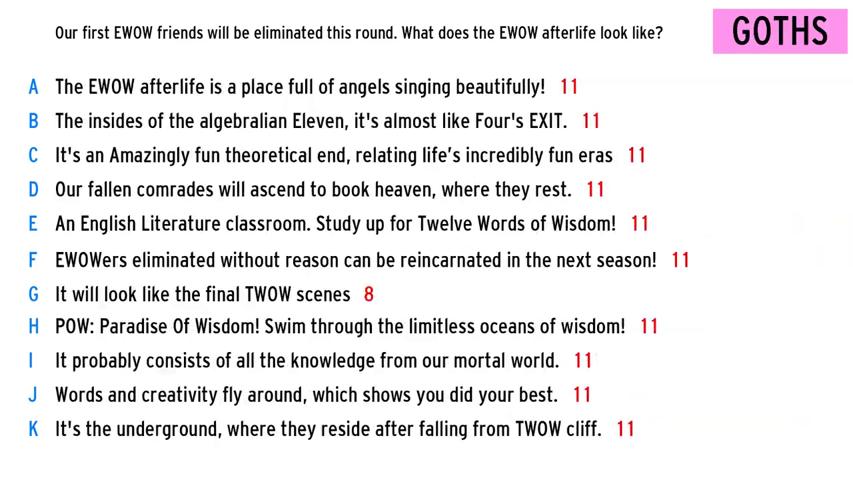 Our first EWOW friends will be eliminated this round. What does the EWOW afterlife look like?
GOTHS
A The EWOW afterlife is a place full of angels singing beautifully! 11
B The insides of the algebralian Eleven, it's almost like Four's EXIT. 11
C It's an Amazingly fun theoretical end, relating life’s incredibly fun eras 11
D Our fallen comrades will ascend to book heaven, where they rest. 11
E An English Literature classroom. Study up for Twelve Words of Wisdom! 11
F EWOWers eliminated without reason can be reincarnated in the next season! 11
G It will look like the final TWOW scenes 8
H POW: Paradise Of Wisdom! Swim through the limitless oceans of wisdom! 11
I It probably consists of all the knowledge from our mortal world. 11
J Words and creativity fly around, which shows you did your best. 11
K It's the underground, where they reside after falling from TWOW cliff. 11